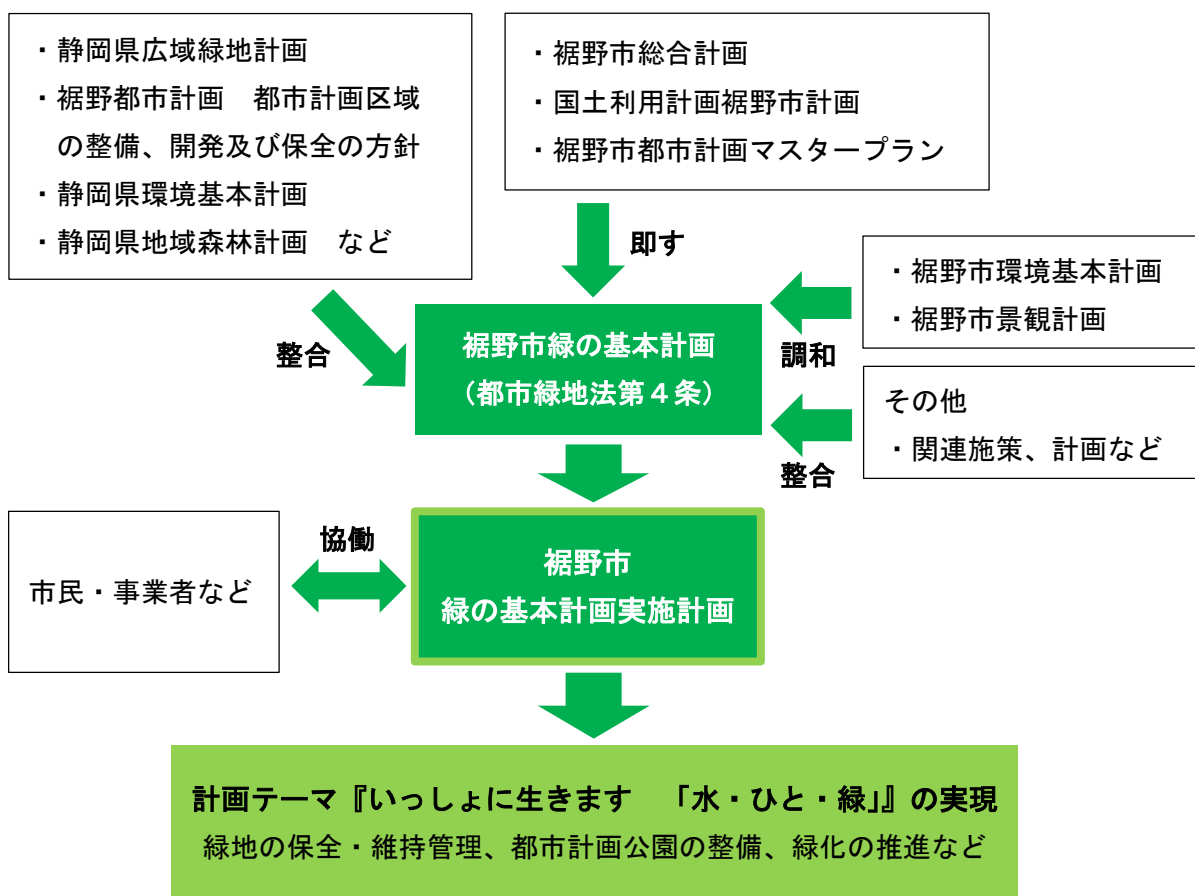 ・静岡県広域緑地計画
・裾野都市計画　都市計画区域
の整備、開発及び保全の方針
・静岡県環境基本計画
・静岡県地域森林計画　など
・裾野市総合計画
・国土利用計画裾野市計画
・裾野市都市計画マスタープラン
即す
・裾野市環境基本計画
・裾野市景観計画
整合
裾野市緑の基本計画
（都市緑地法第４条）
調和
その他
・関連施策、計画など
整合
市民・事業者など
協働
裾野市
緑の基本計画実施計画
計画テーマ『いっしょに生きます　「水・ひと・緑」』の実現
緑地の保全・維持管理、都市計画公園の整備、緑化の推進など